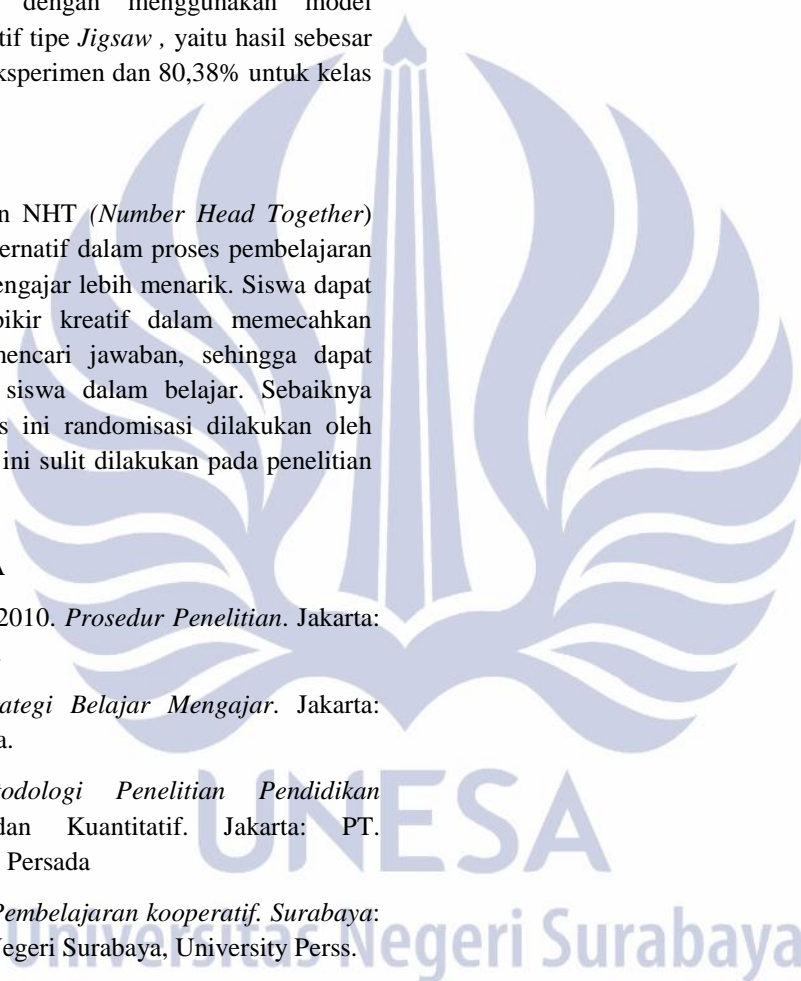 dengan menggunakan model
tif tipe Jigsaw , yaitu hasil sebesar
ksperimen dan 80,38% untuk kelas
n NHT (Number Head Together)
ernatif dalam proses pembelajaran
engajar lebih menarik. Siswa dapat
pikir kreatif dalam memecahkan
mencari jawaban, sehingga dapat
siswa dalam belajar. Sebaiknya
s ini randomisasi dilakukan oleh
ini sulit dilakukan pada penelitian
A
2010. Prosedur Penelitian. Jakarta:
ategi Belajar Mengajar. Jakarta:
a.
todologi Penelitian Pendidikan
dan Kuantitatif. Jakarta: PT.
Persada
Pembelajaran kooperatif. Surabaya:
Negeri Surabaya, University Perss.
UNESA
Universitas Negeri Surabaya